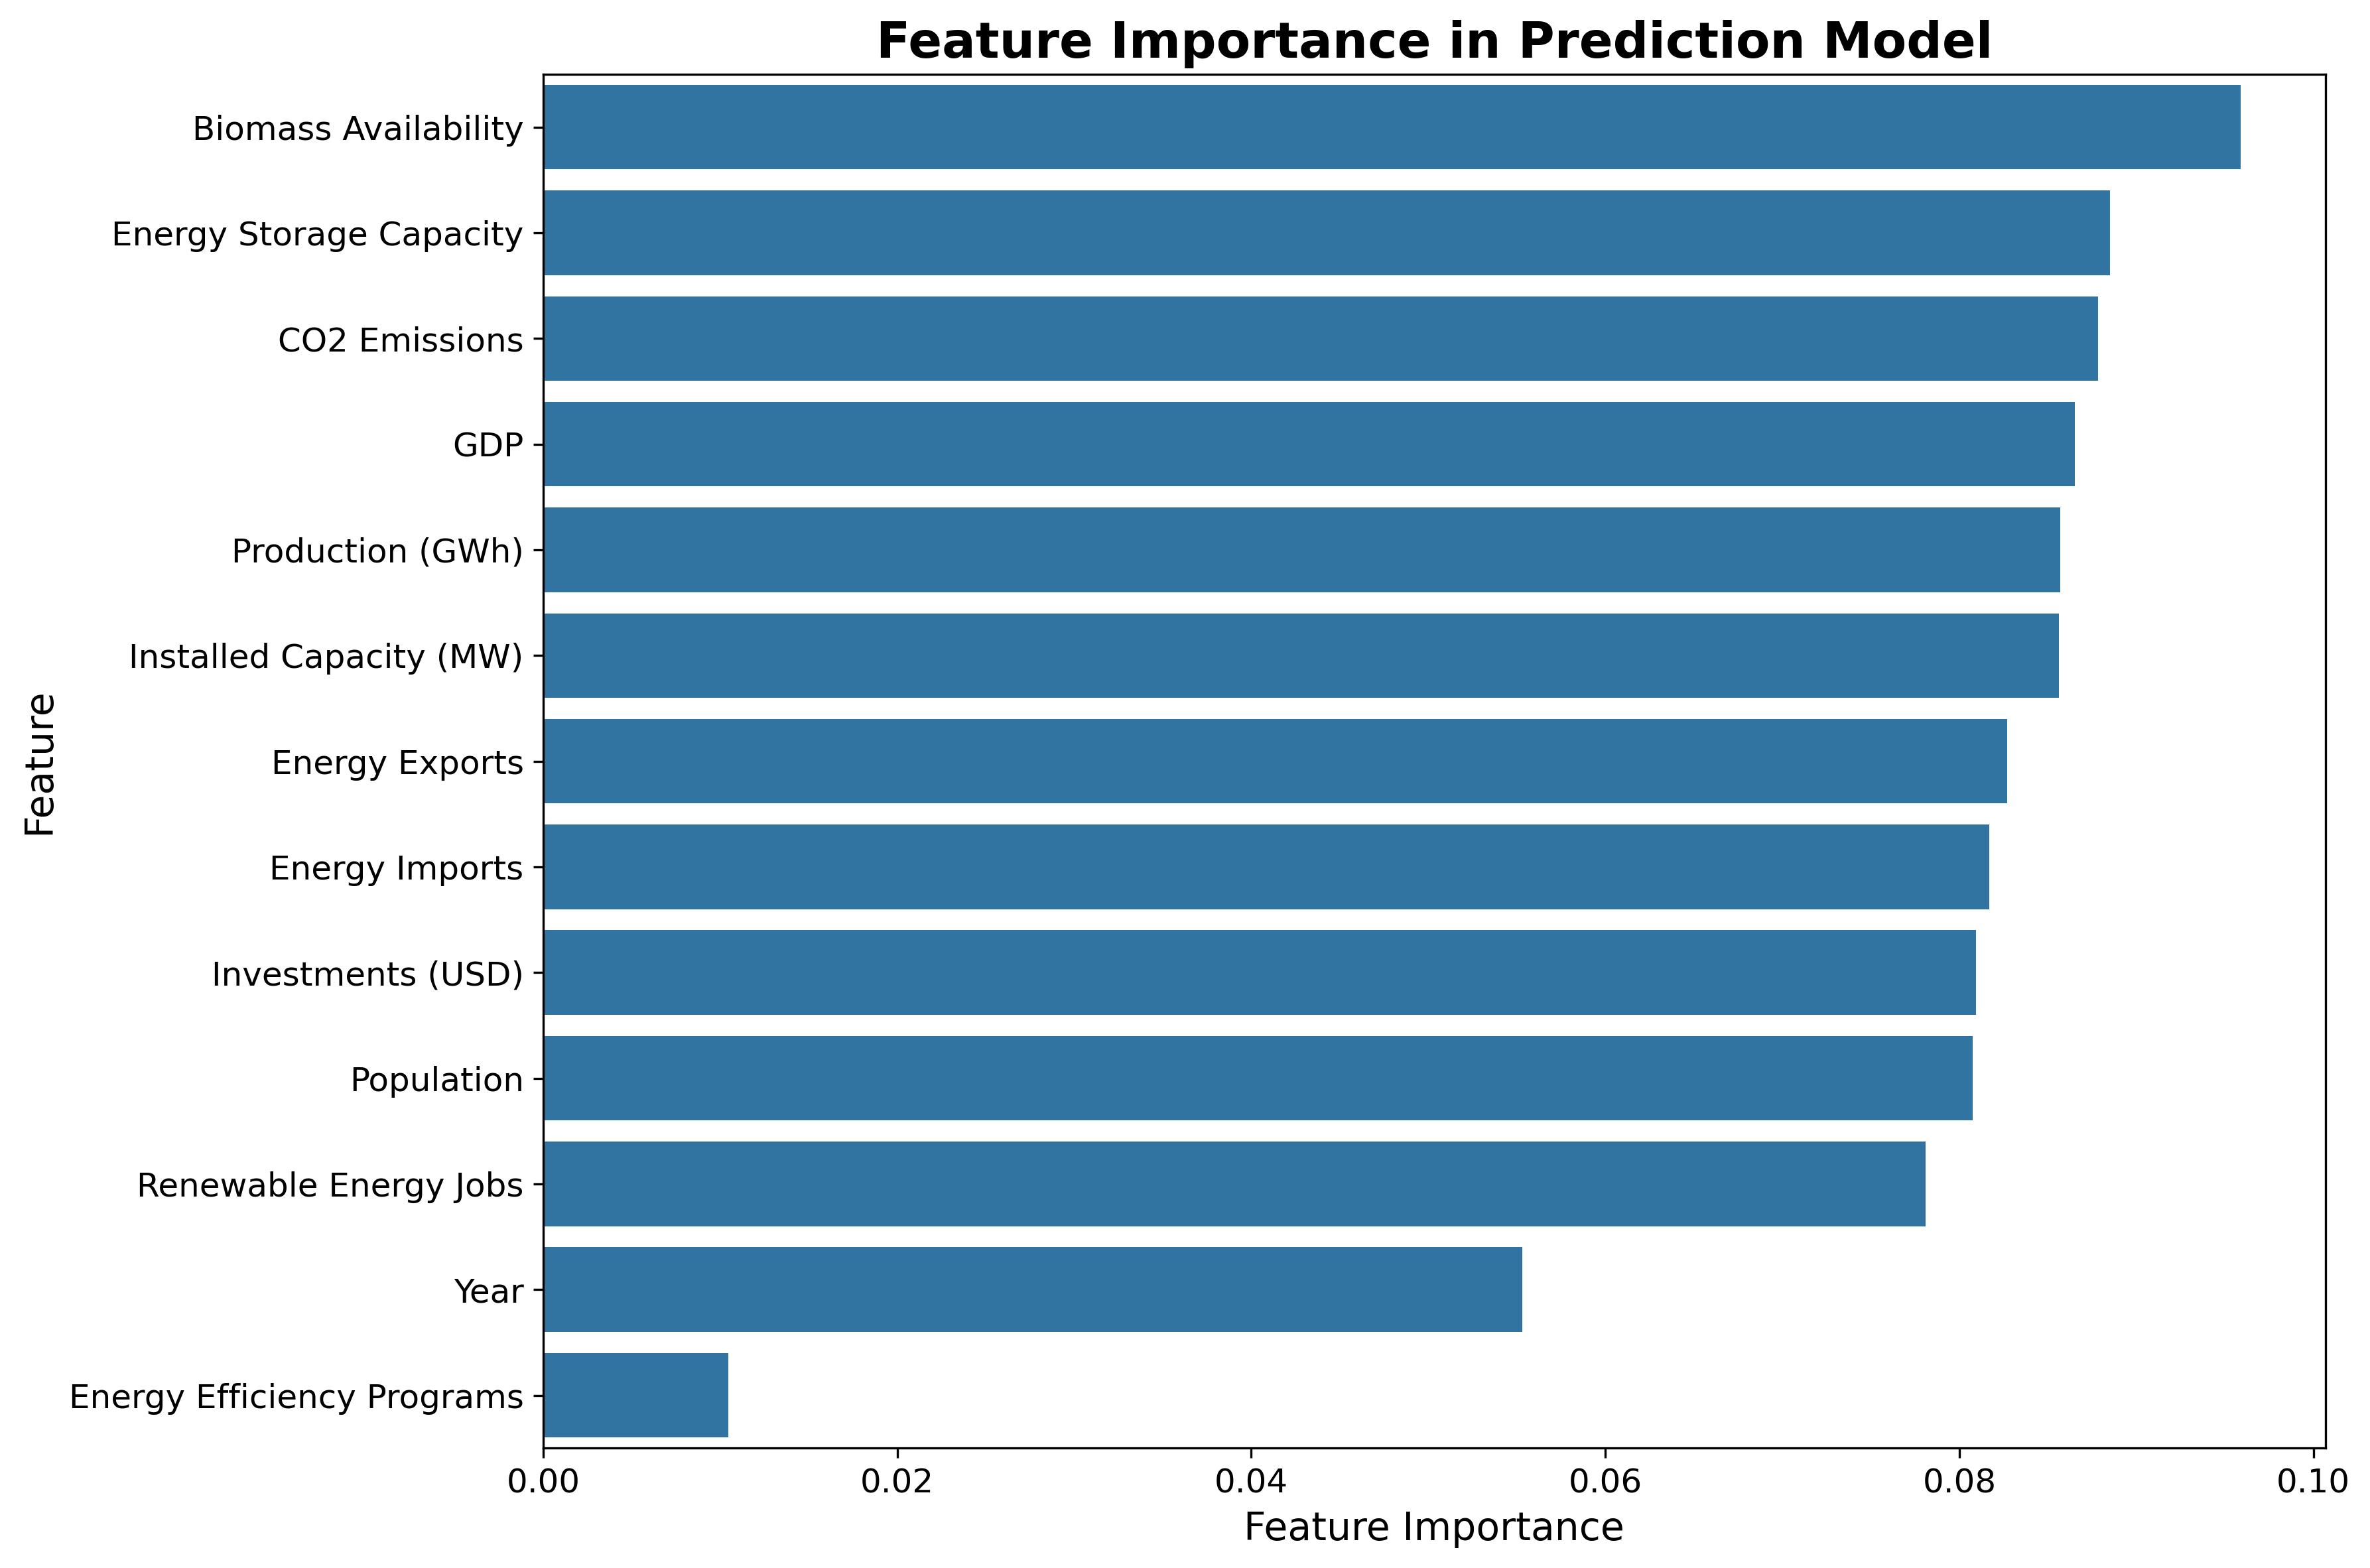 Feature Importance in Prediction Model
Biomass Availability
Energy Storage Capacity
CO2 Emissions
GDP
Production (GWh)
Installed Capacity (MW)
Energy Exports
Energy Imports
Investments (USD)
Population
Renewable Energy Jobs
Year
Energy Efficiency Programs
Feature
0.00 0.02 0.04 0.06 0.08 0.10
Feature Importance